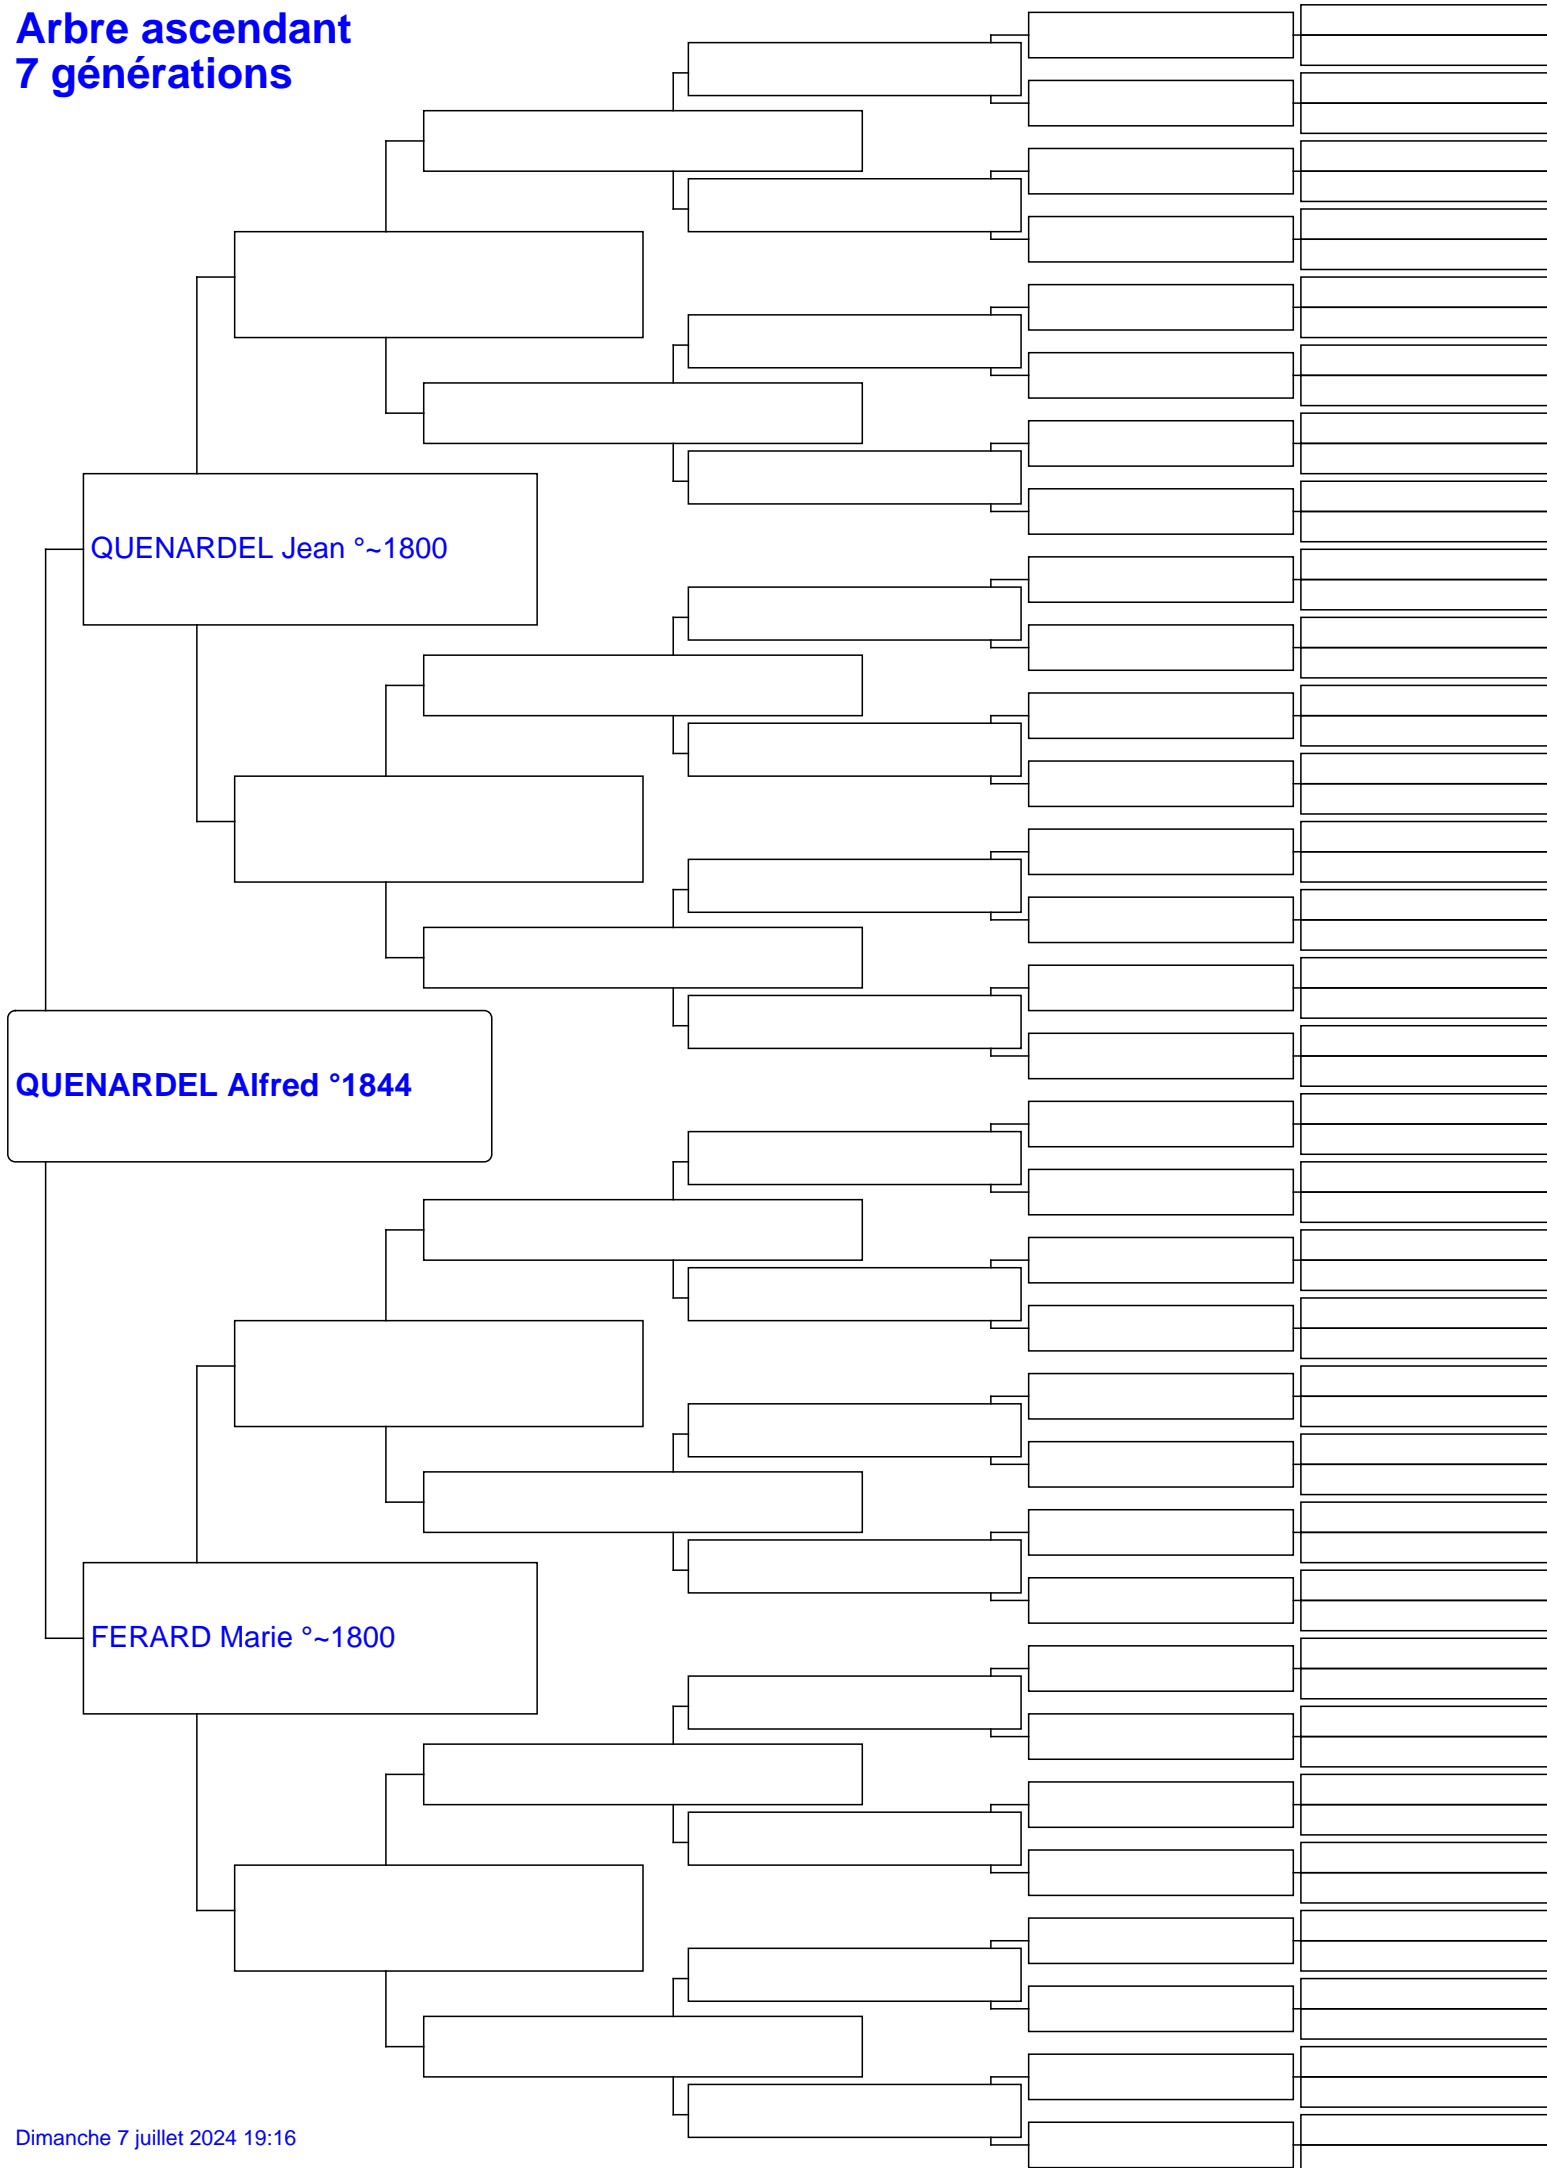 Arbre ascendant
7 générations
QUENARDEL Jean °~1800
QUENARDEL Alfred °1844
FERARD Marie °~1800
Dimanche 7 juillet 2024 19:16